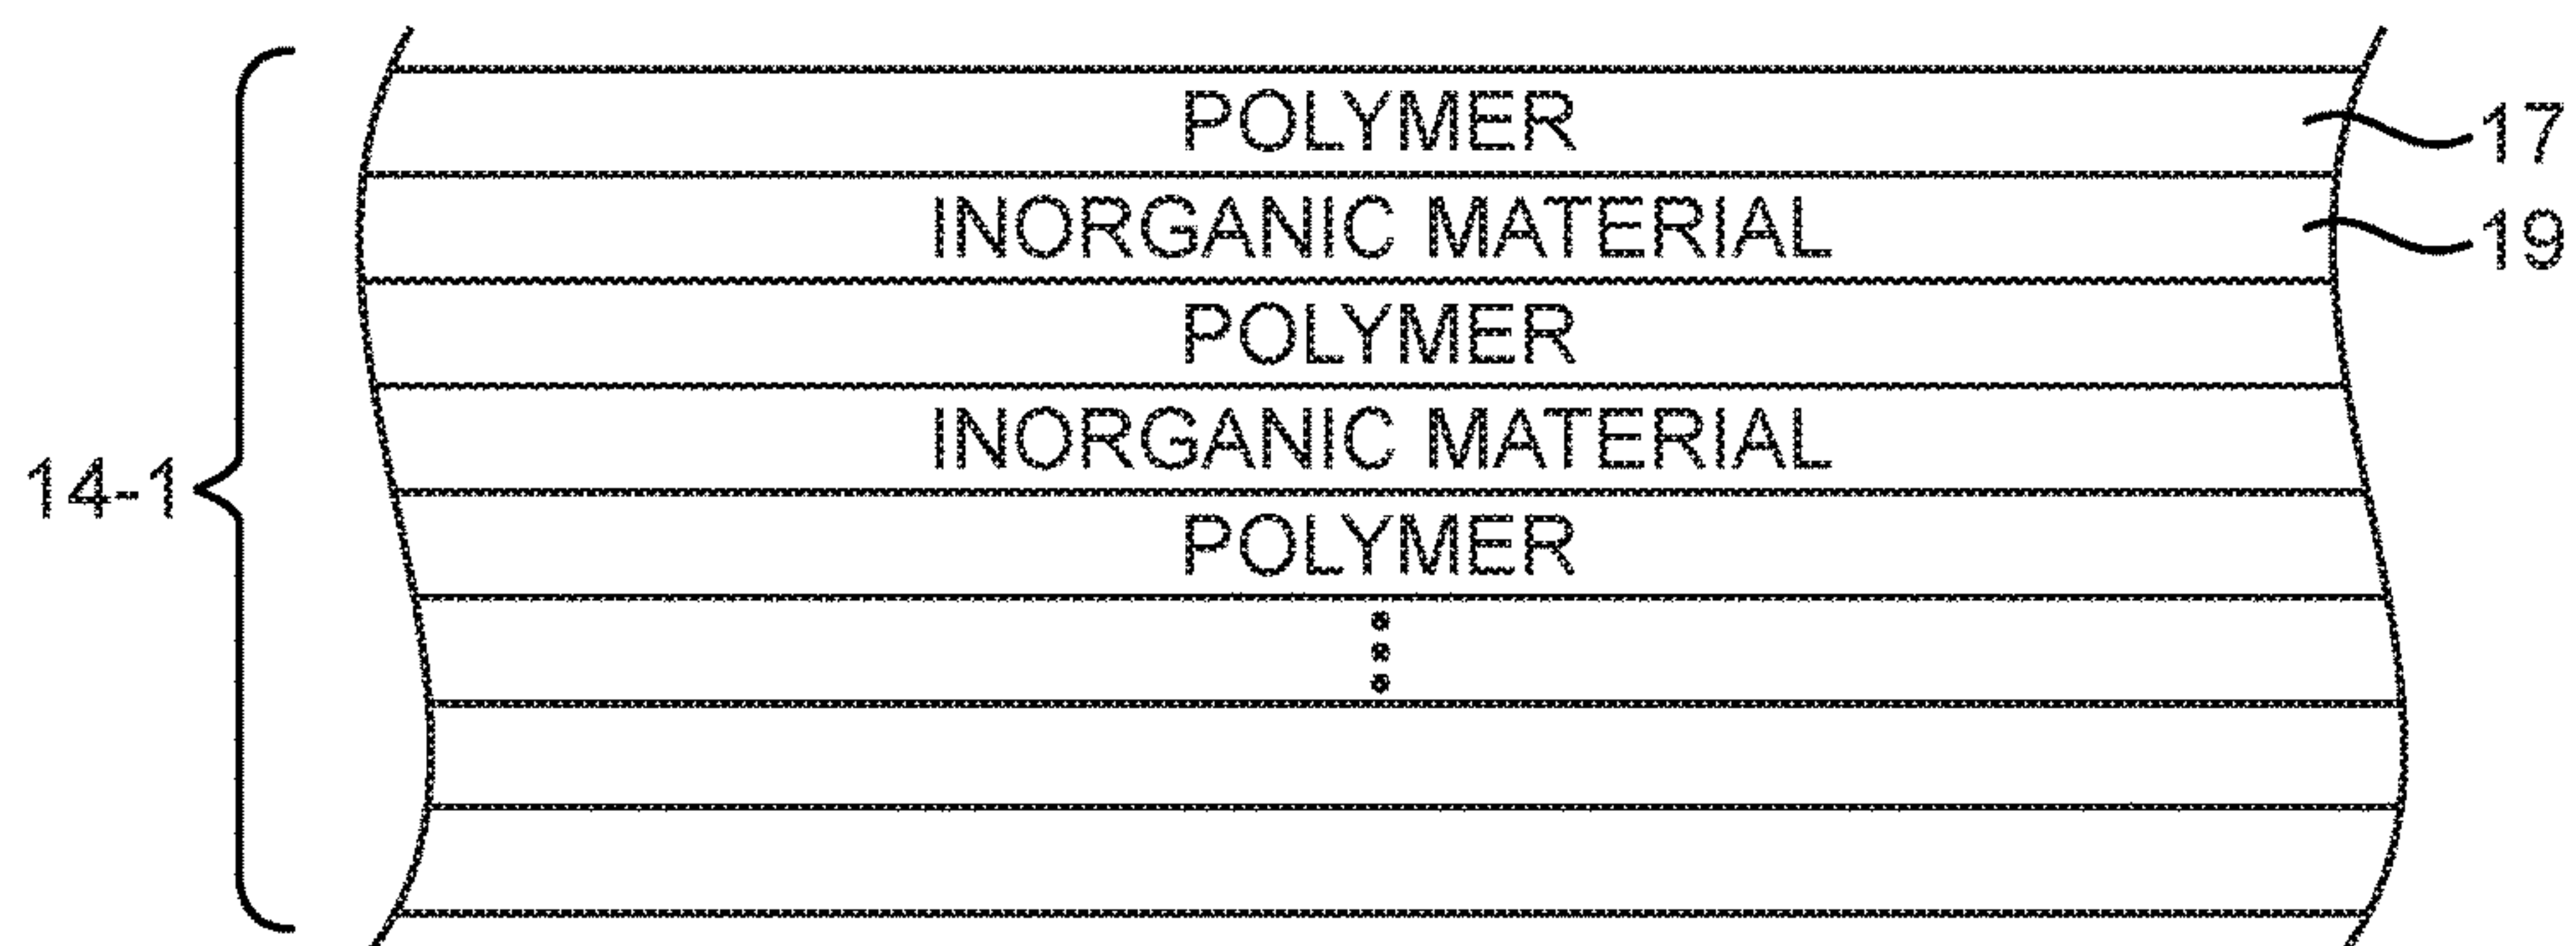 POLYMER 17
INORGANIC MATERIAL 19
POLYMER
INORGANIC MATERIAL
14-1
POLYMER